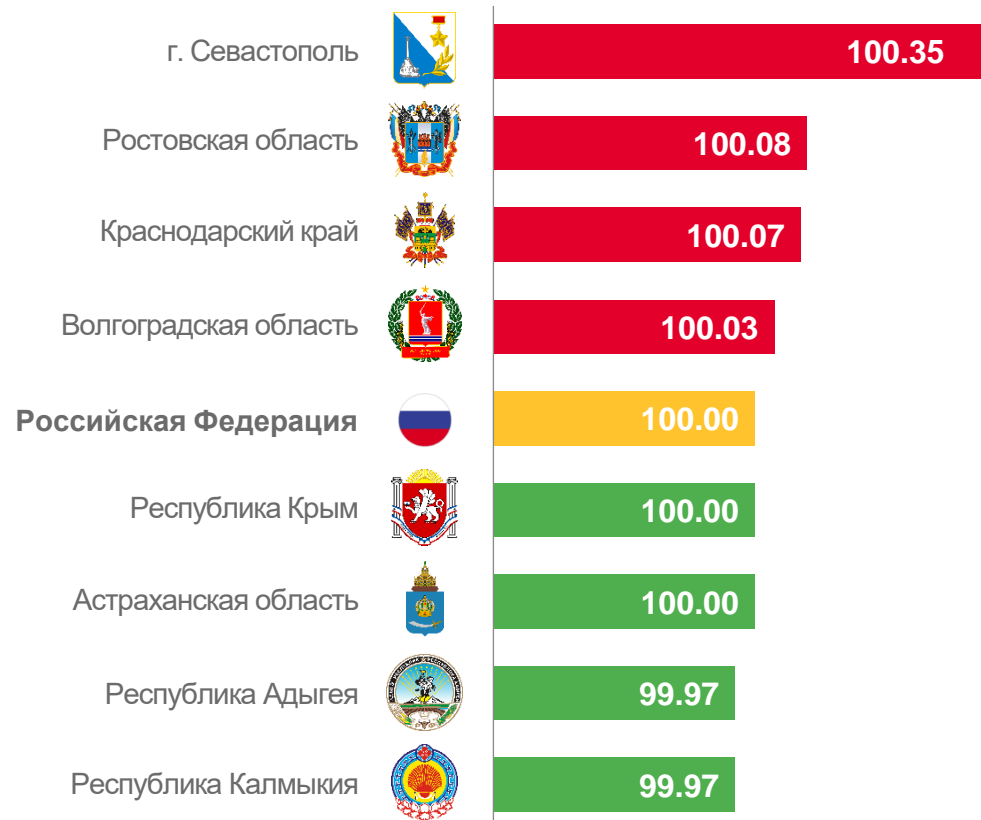 г. Севастополь 100.35
Ростовская область 100.08
Краснодарский край 100.07
Волгоградская область 100.03
Российская Федерация 100.00
Республика Крым 100.00
Астраханская область 100.00
Республика Адыгея 99.97
Республика Калмыкия 99.97